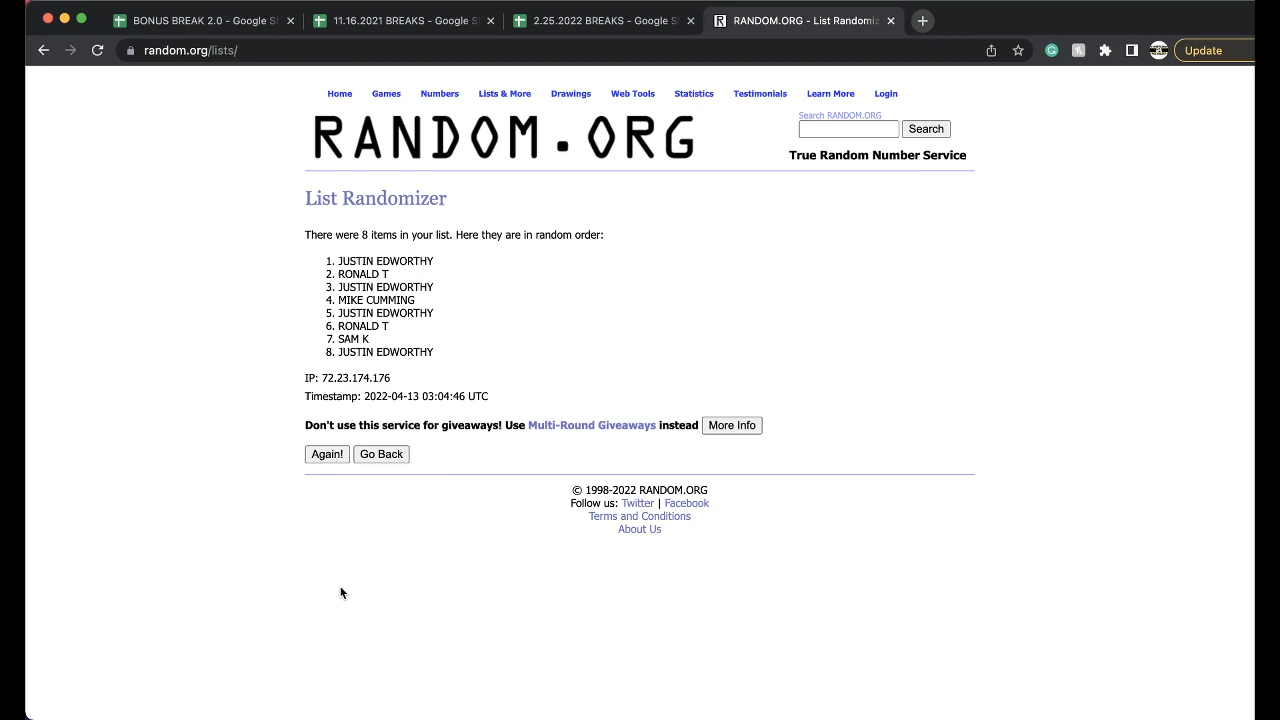 BONUS BREAK 2.0 - Google S
11.16.2021 BREAKS - Google S
2.25.2022 BREAKS - Google S
RANDOM.ORG - List Randomiz
random.org/lists/
Update
Home Games Numbers Lists & More Drawings Web Tools Statistics Testimonials Learn More Login
RANDOM.ORG
Search RANDOM.ORG
Search
True Random Number Service
List Randomizer
There were 8 items in your list. Here they are in random order:
1. JUSTIN EDWORTHY
2. RONALD T
3. JUSTIN EDWORTHY
4. MIKE CUMMING
5. JUSTIN EDWORTHY
6. RONALD T
7. SAM K
8. JUSTIN EDWORTHY
IP: 72.23.174.176
Timestamp: 2022-04-13 03:04:46 UTC
Don't use this service for giveaways! Use Multi-Round Giveaways instead More Info
Again! Go Back
© 1998-2022 RANDOM.ORG
Follow us: Twitter | Facebook
Terms and Conditions
About Us